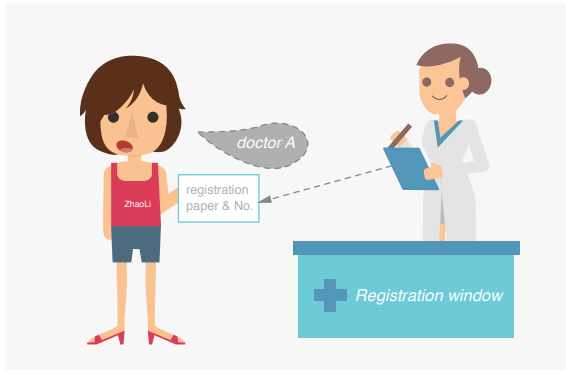 doctor A
registration
paper & No.
ZhaoLi
Registration window